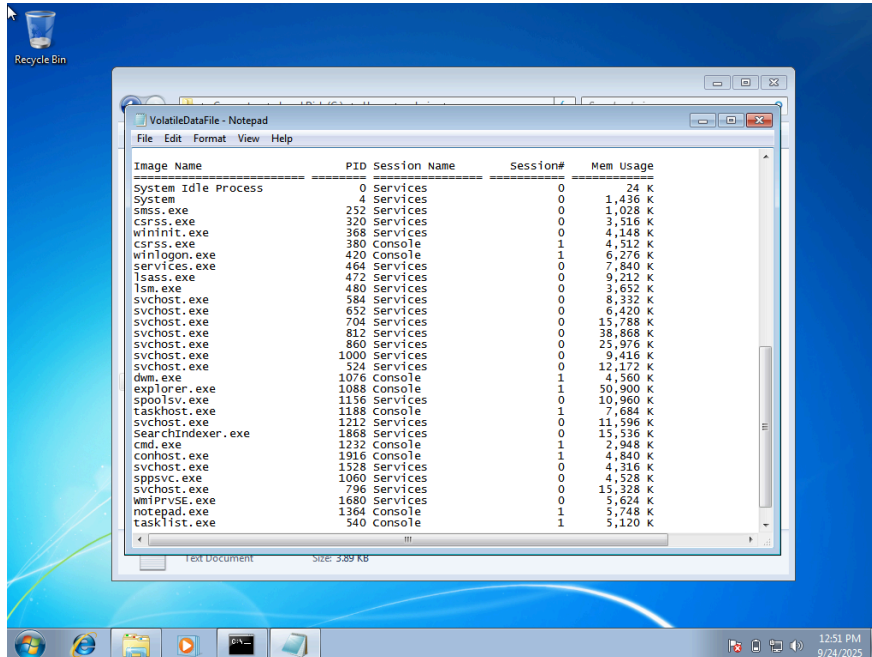 Recycle Bin
VolatileDataFile - Notepad
File Edit Format View Help
Image Name PID Session Name Session# Mem Usage
========================= ======== ================ =========== ============
System Idle Process 0 Services 0 24 K
System 4 Services 0 1,436 K
smss.exe 252 Services 0 1,028 K
csrss.exe 320 Services 0 3,516 K
wininit.exe 368 Services 0 4,148 K
csrss.exe 380 Console 1 4,512 K
winlogon.exe 420 Console 1 6,276 K
services.exe 464 Services 0 7,840 K
lsass.exe 472 Services 0 9,212 K
lsm.exe 480 Services 0 3,652 K
svchost.exe 584 Services 0 8,332 K
svchost.exe 652 Services 0 6,420 K
svchost.exe 704 Services 0 15,788 K
svchost.exe 812 Services 0 38,868 K
svchost.exe 860 Services 0 25,976 K
svchost.exe 1000 Services 0 9,416 K
svchost.exe 524 Services 0 12,172 K
dwm.exe 1076 Console 1 4,560 K
explorer.exe 1088 Console 1 50,900 K
spoolsv.exe 1156 Services 0 10,960 K
taskhost.exe 1188 Console 1 7,684 K
svchost.exe 1212 Services 0 11,596 K
SearchIndexer.exe 1868 Services 0 15,536 K
cmd.exe 1232 Console 1 2,948 K
conhost.exe 1916 Console 1 4,840 K
svchost.exe 1528 Services 0 4,316 K
sppsvc.exe 1060 Services 0 4,528 K
svchost.exe 796 Services 0 15,328 K
WmiPrvSE.exe 1680 Services 0 5,624 K
notepad.exe 1364 Console 1 5,748 K
tasklist.exe 540 Console 1 5,120 K
Text Document Size: 3.89 KB
12:51 PM
9/24/2025